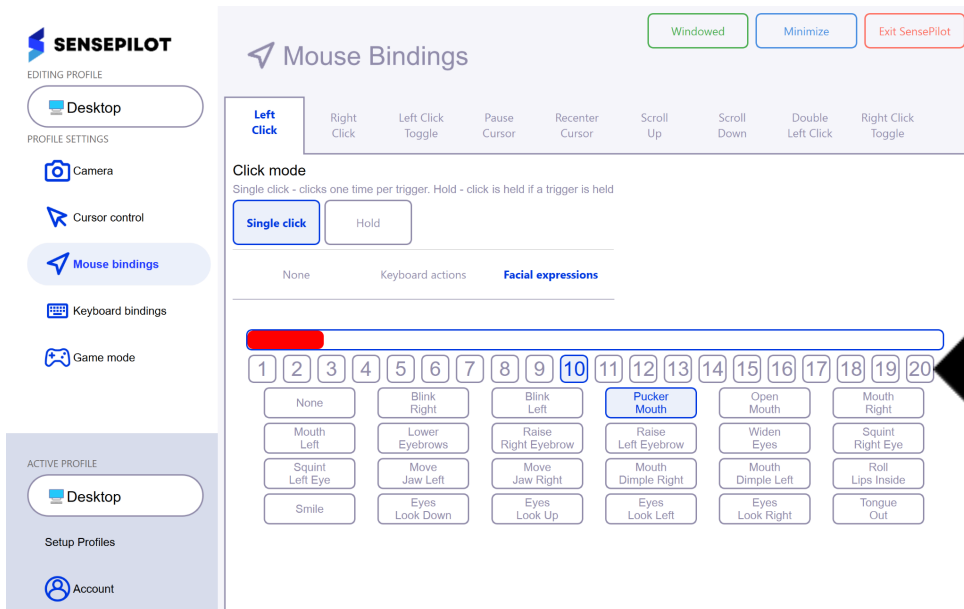 SENSEPILOT
EDITING PROFILE
Desktop
PROFILE SETTINGS
Camera
Cursor control
Mouse bindings
Keyboard bindings
Game mode
ACTIVE PROFILE
Desktop
Setup Profiles
Account
Mouse Bindings
Windowed
Minimize
Exit SensePilot
Left
Click
Right
Click
Left Click
Toggle
Pause
Cursor
Recenter
Cursor
Scroll
Up
Scroll
Down
Double
Left Click
Right Click
Toggle
Click mode
Single click - clicks one time per trigger. Hold - click is held if a trigger is held
Single click
Hold
None
Keyboard actions
Facial expressions
1 2 3 4 5 6 7 8 9 10 11 12 13 14 15 16 17 18 19 20
None
Blink
Right
Blink
Left
Pucker
Mouth
Open
Mouth
Mouth
Right
Mouth
Left
Lower
Eyebrows
Raise
Right Eyebrow
Raise
Left Eyebrow
Widen
Eyes
Squint
Right Eye
Squint
Left Eye
Move
Jaw Left
Move
Jaw Right
Mouth
Dimple Right
Mouth
Dimple Left
Roll
Lips Inside
Smile
Eyes
Look Down
Eyes
Look Up
Eyes
Look Left
Eyes
Look Right
Tongue
Out